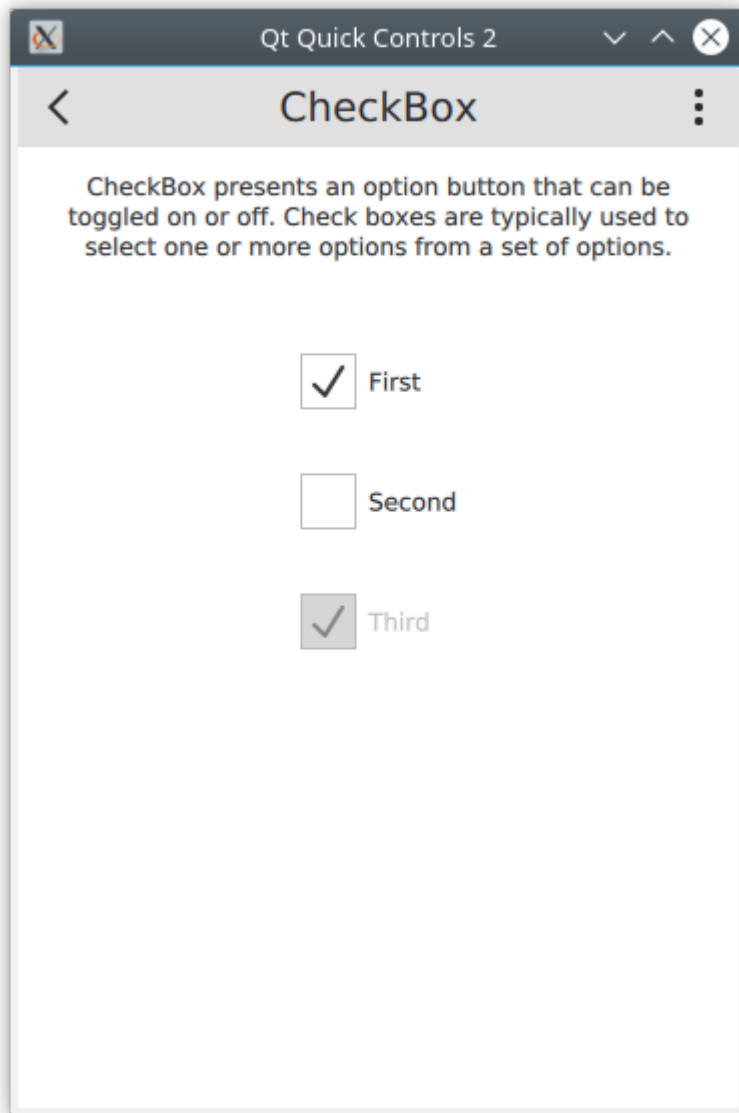 Qt Quick Controls 2
CheckBox
CheckBox presents an option button that can be
toggled on or off. Check boxes are typically used to
select one or more options from a set of options.
First
Second
Third